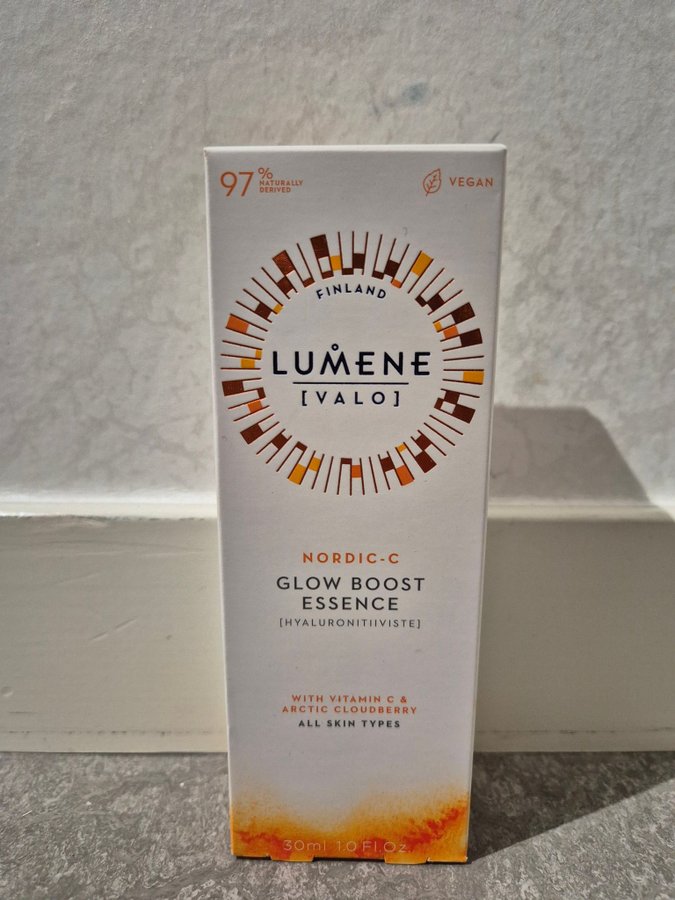 97%
NATURALLY
DERIVED
VEGAN
FINLAND
LUMENE
[VALO]
NORDIC-C
GLOW BOOST
ESSENCE
[HYALURONITIIVISTE]
WITH VITAMIN C &
ARCTIC CLOUDBERRY
ALL SKIN TYPES
30ml 1.0 Fl.Oz.